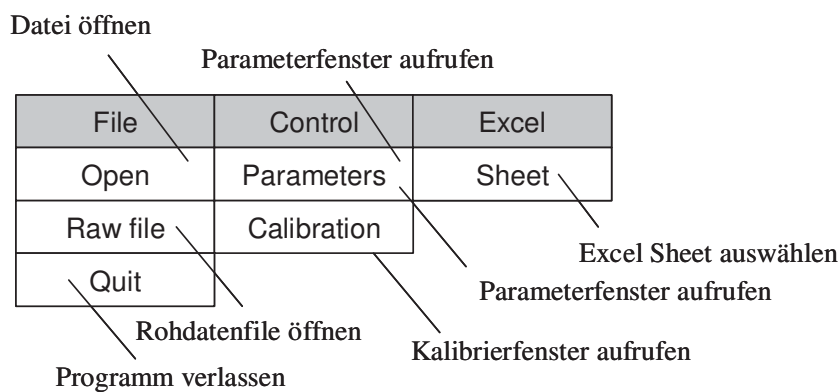 Datei öffnen
Parameterfenster aufrufen
File Control Excel
Open Parameters Sheet
Raw file Calibration
Excel Sheet auswählen
Quit
Parameterfenster aufrufen
Rohdatenfile öffnen
Kalibrierfenster aufrufen
Programm verlassen